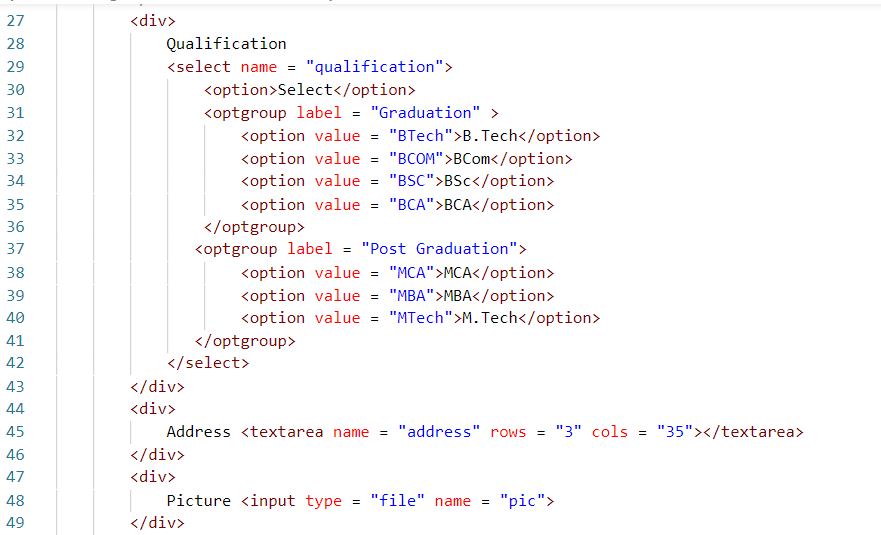 27 <div>
28 Qualification
29 <select name = "qualification">
30 <option>Select</option>
31 <optgroup label = "Graduation" >
32 <option value = "BTech">B.Tech</option>
33 <option value = "BCOM">BCom</option>
34 <option value = "BSC">BSc</option>
35 <option value = "BCA">BCA</option>
36 </optgroup>
37 <optgroup label = "Post Graduation">
38 <option value = "MCA">MCA</option>
39 <option value = "MBA">MBA</option>
40 <option value = "MTech">M.Tech</option>
41 </optgroup>
42 </select>
43 </div>
44 <div>
45 Address <textarea name = "address" rows = "3" cols = "35"></textarea>
46 </div>
47 <div>
48 Picture <input type = "file" name = "pic">
49 </div>